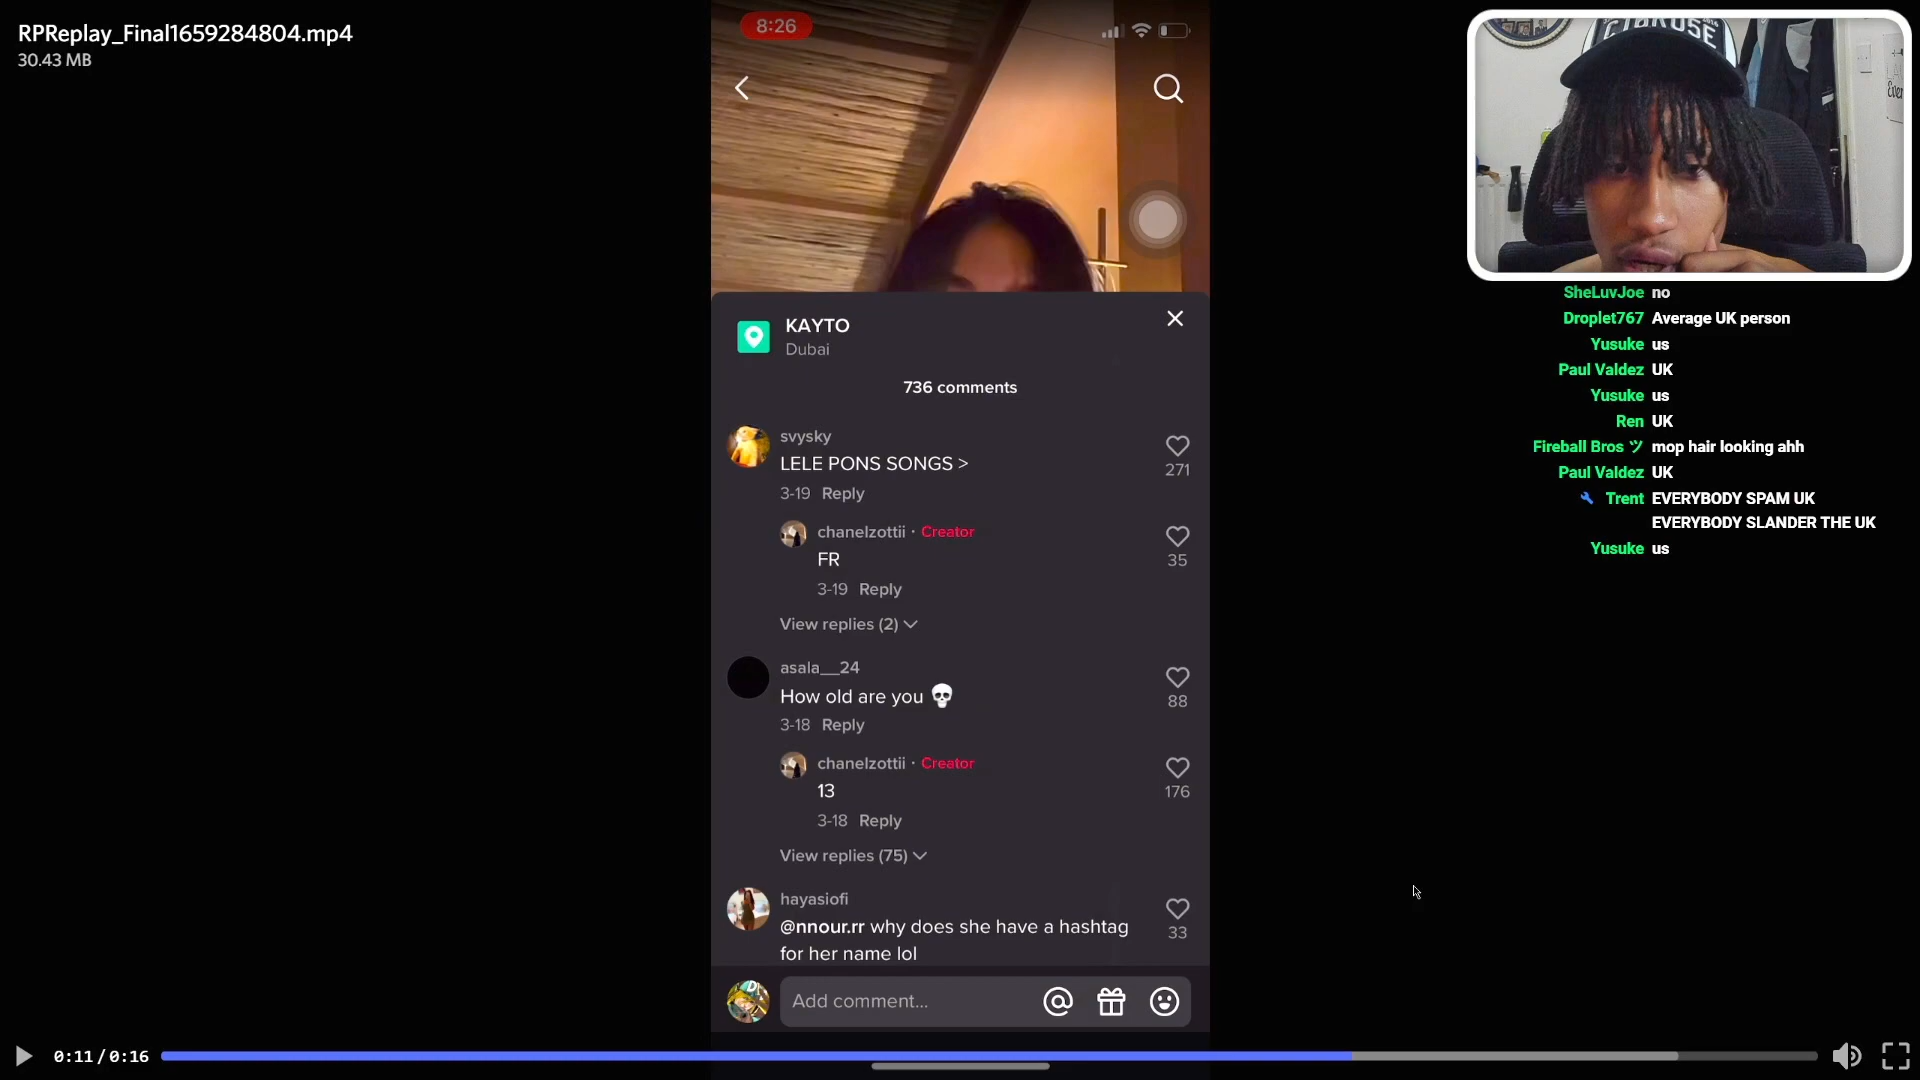 RPReplay_Final1659284804.mp4
30.43 MB
8:26
KAYTO
Dubai
736 comments
svysky
LELE PONS SONGS >
271
3-19 Reply
chanelzottii · Creator
FR
35
3-19 Reply
View replies (2)
asala__24
How old are you 💀
88
3-18 Reply
chanelzottii · Creator
13
176
3-18 Reply
View replies (75)
hayasiofi
@nnour.rr why does she have a hashtag
for her name lol
33
Add comment...
0:11/0:16
SheLuvJoe no
Droplet767 Average UK person
Yusuke us
Paul Valdez UK
Yusuke us
Ren UK
Fireball Bros ツ mop hair looking ahh
Paul Valdez UK
Trent EVERYBODY SPAM UK
EVERYBODY SLANDER THE UK
Yusuke us